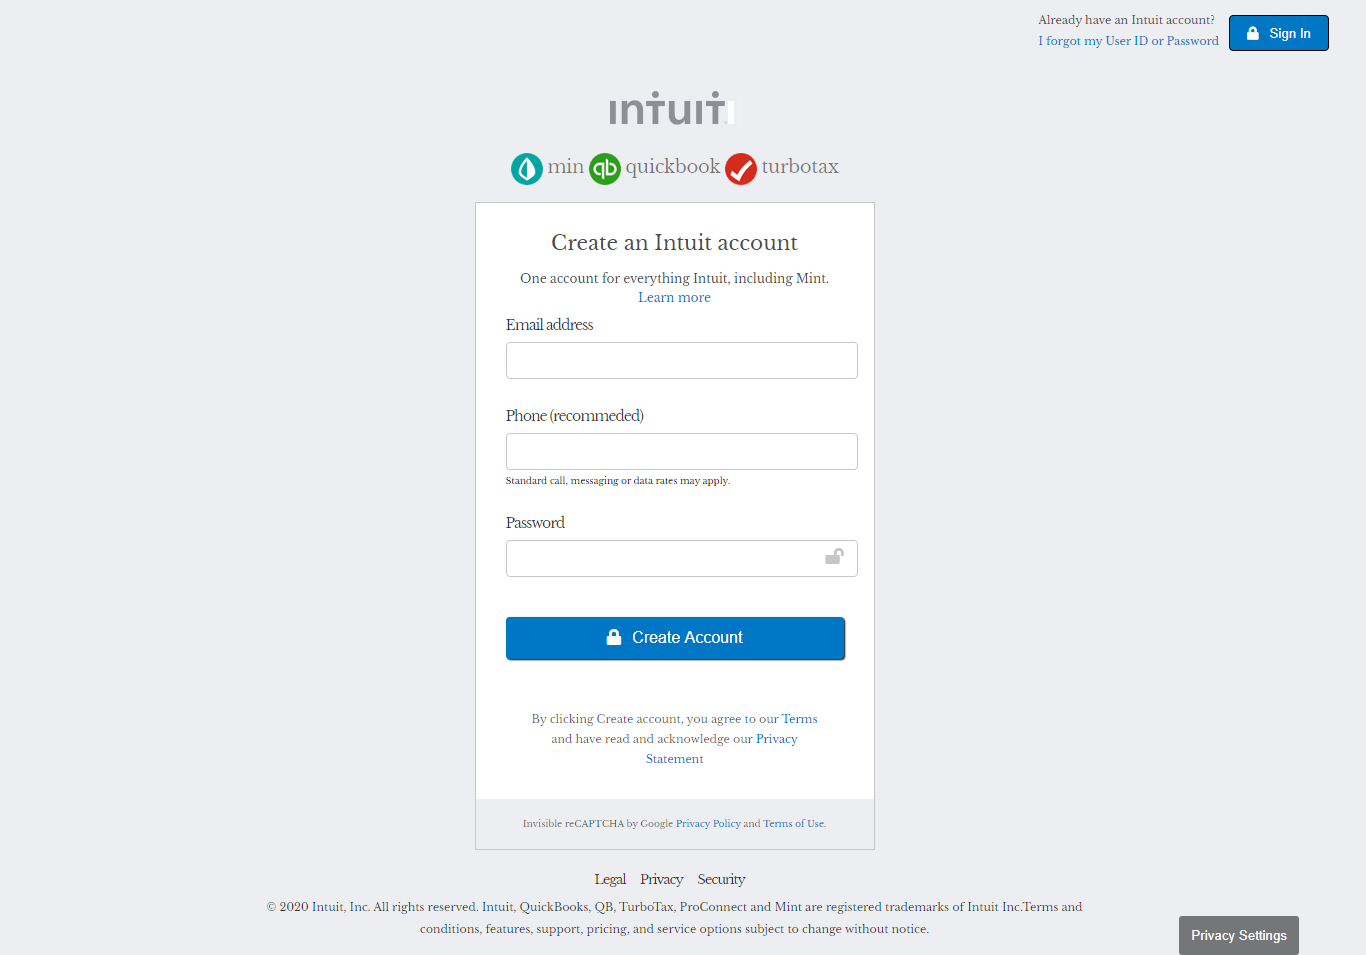 Already have an Intuit account?
I forgot my User ID or Password
Sign In
intuit
min quickbook turbotax
Create an Intuit account
One account for everything Intuit, including Mint.
Learn more
Email address
Phone (recommeded)
Standard call, messaging or data rates may apply.
Password
Create Account
By clicking Create account, you agree to our Terms
and have read and acknowledge our Privacy
Statement
Invisible reCAPTCHA by Google Privacy Policy and Terms of Use.
Legal Privacy Security
© 2020 Intuit, Inc. All rights reserved. Intuit, QuickBooks, QB, TurboTax, ProConnect and Mint are registered trademarks of Intuit Inc.Terms and
conditions, features, support, pricing, and service options subject to change without notice.
Privacy Settings